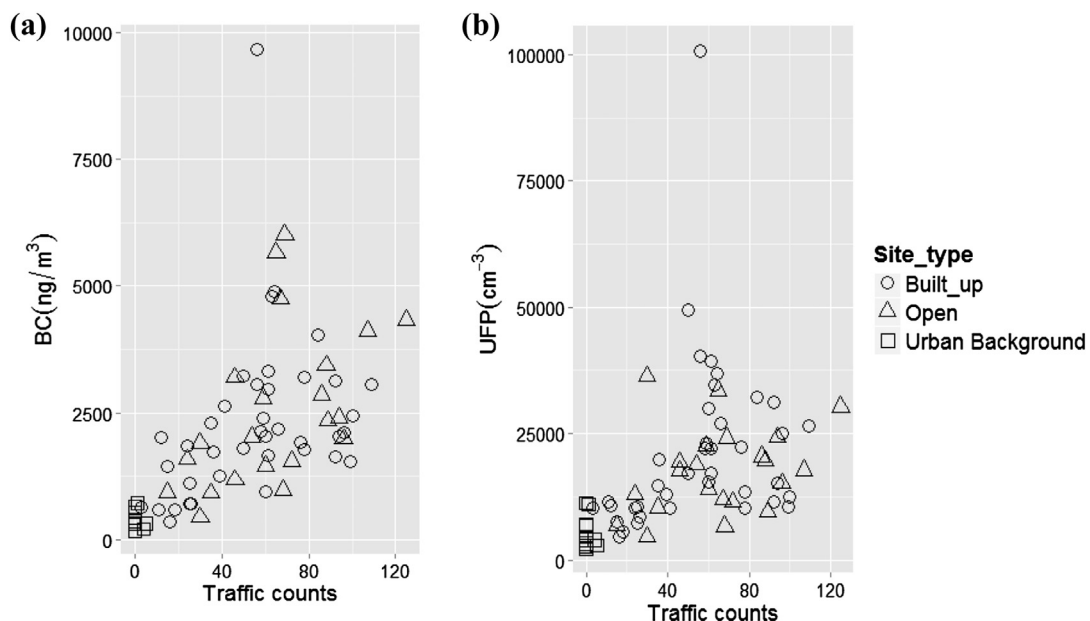 (a)
10000
7500
5000
2500
0
BC(ng/m³)
0 40 80 120
Traffic counts
(b)
100000
75000
50000
25000
0
UFP(cm⁻³)
0 40 80 120
Traffic counts
Site_type
Built_up
Open
Urban Background